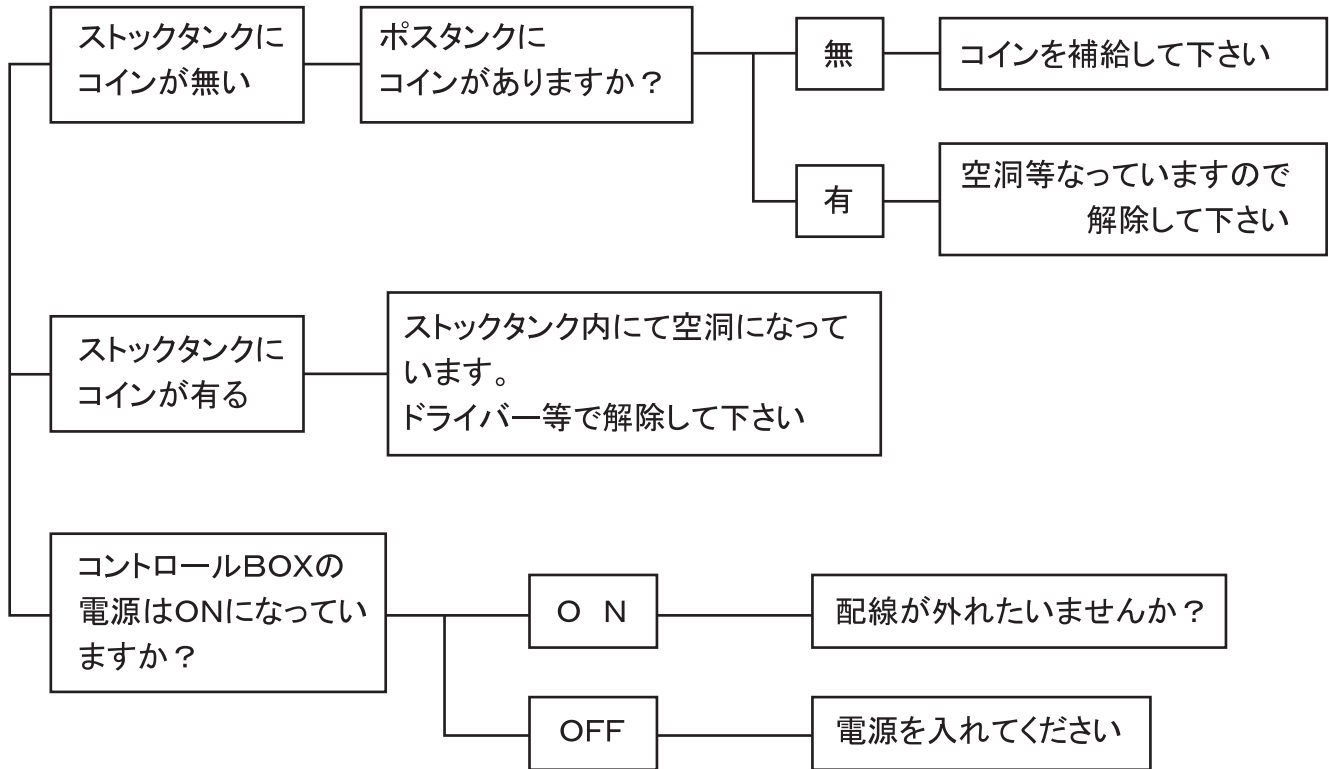 ストックタンクに
コインが無い
ポスタンクに
コインがありますか？
無
コインを補給して下さい
有
空洞等なっていますので
解除して下さい
ストックタンクに
コインが有る
ストックタンク内にて空洞になって
います。
ドライバー等で解除して下さい
コントロールBOXの
電源はONになってい
ますか？
O N
配線が外れたいませんか？
OFF
電源を入れてください